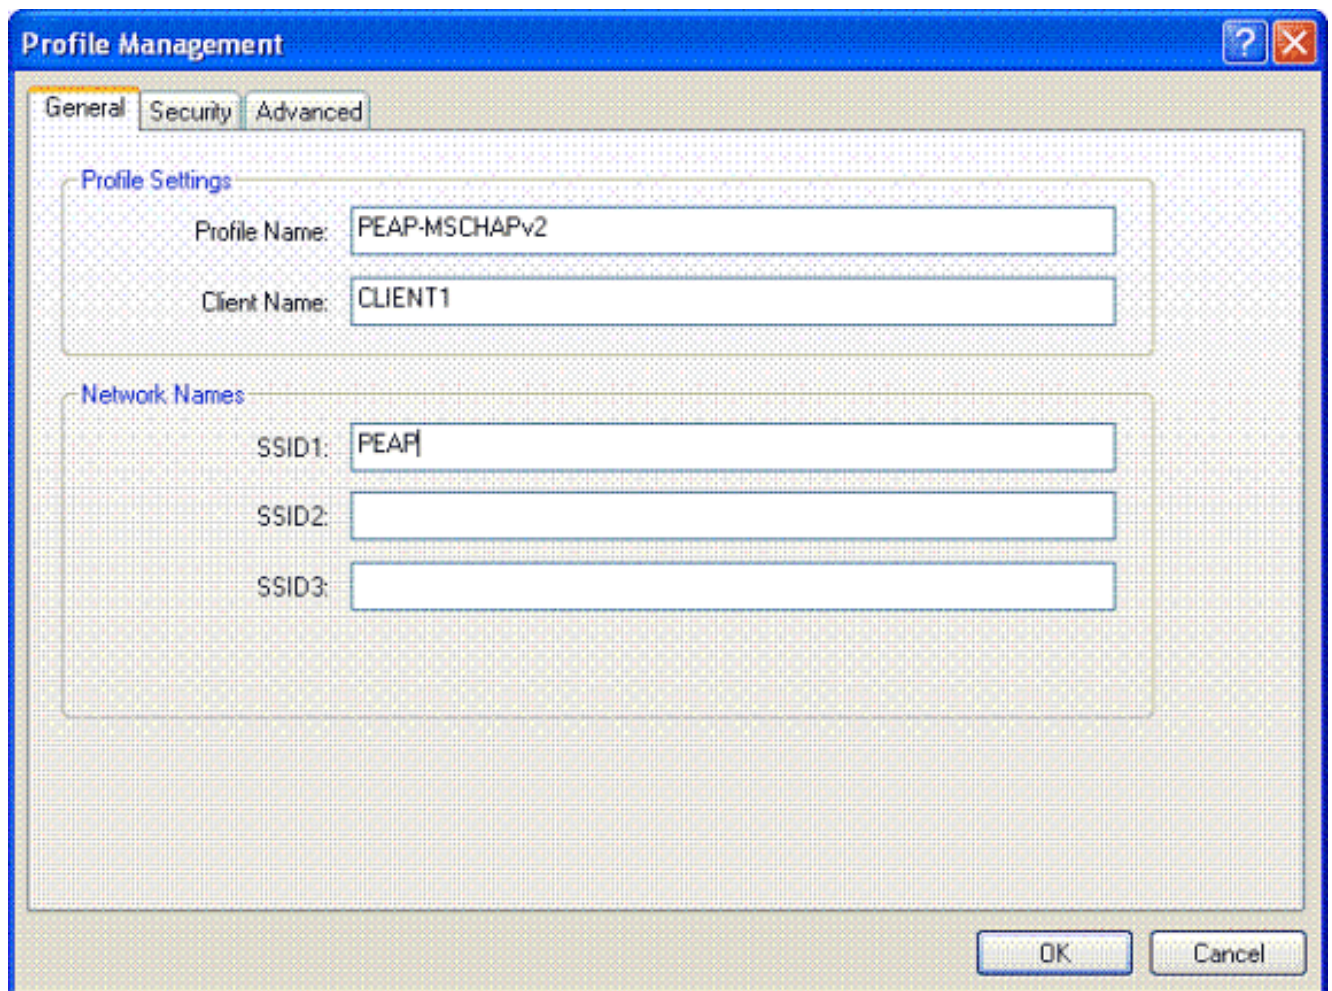 Profile Management
General Security Advanced
Profile Settings
Profile Name: PEAP-MSCHAPv2
Client Name: CLIENT1
Network Names
SSID1: PEAP
SSID2:
SSID3:
OK Cancel